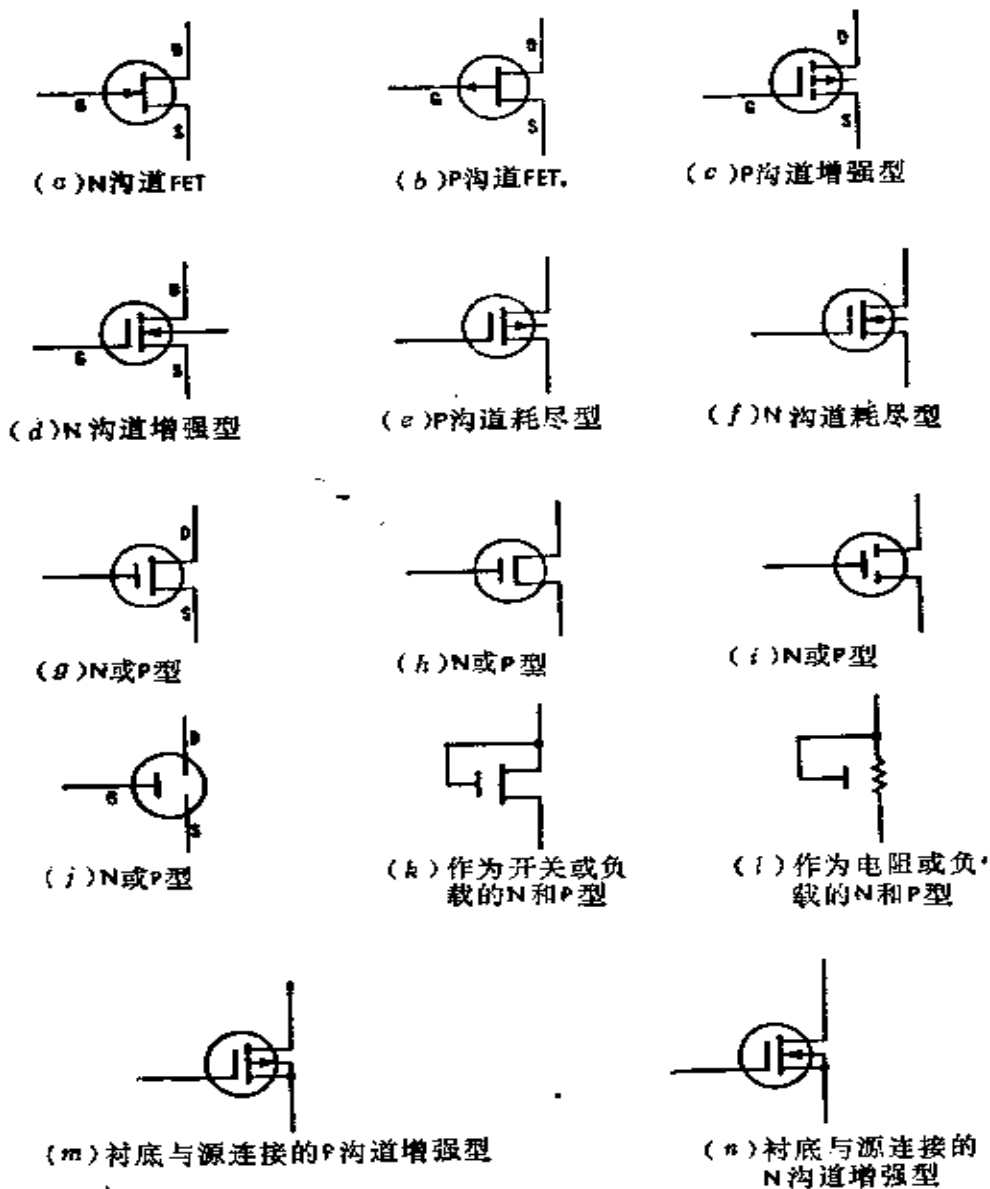 D
G
S
(a)N沟道FET
D
G
S
(b)P沟道FET.
D
G
S
(c)P沟道增强型
D
G
S
(d)N沟道增强型
(e)P沟道耗尽型
(f)N沟道耗尽型
D
S
(g)N或P型
(h)N或P型
(i)N或P型
D
G
S
(j)N或P型
(k)作为开关或负
载的N和P型
(l)作为电阻或负
载的N和P型
(m)衬底与源连接的P沟道增强型
(n)衬底与源连接的
N沟道增强型